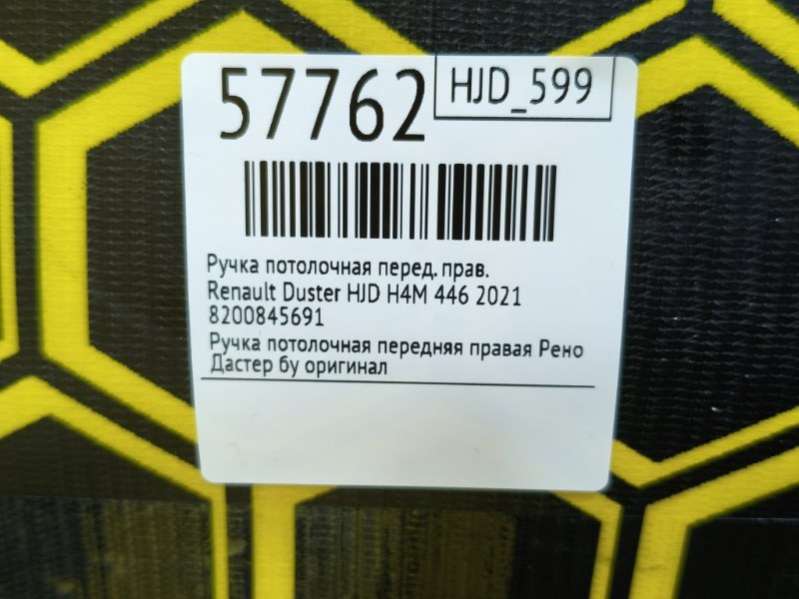 57762
HJD_599
Ручка потолочная перед. прав.
Renault Duster HJD H4M 446 2021
8200845691
Ручка потолочная передняя правая Рено
Дастер бу оригинал